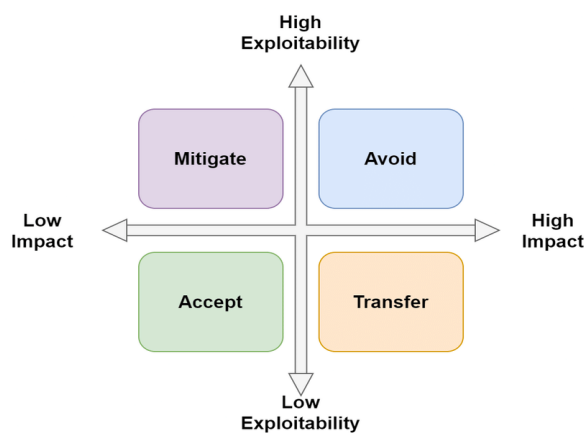 High
Exploitability
Mitigate
Avoid
Low
Impact
High
Impact
Accept
Transfer
Low
Exploitability